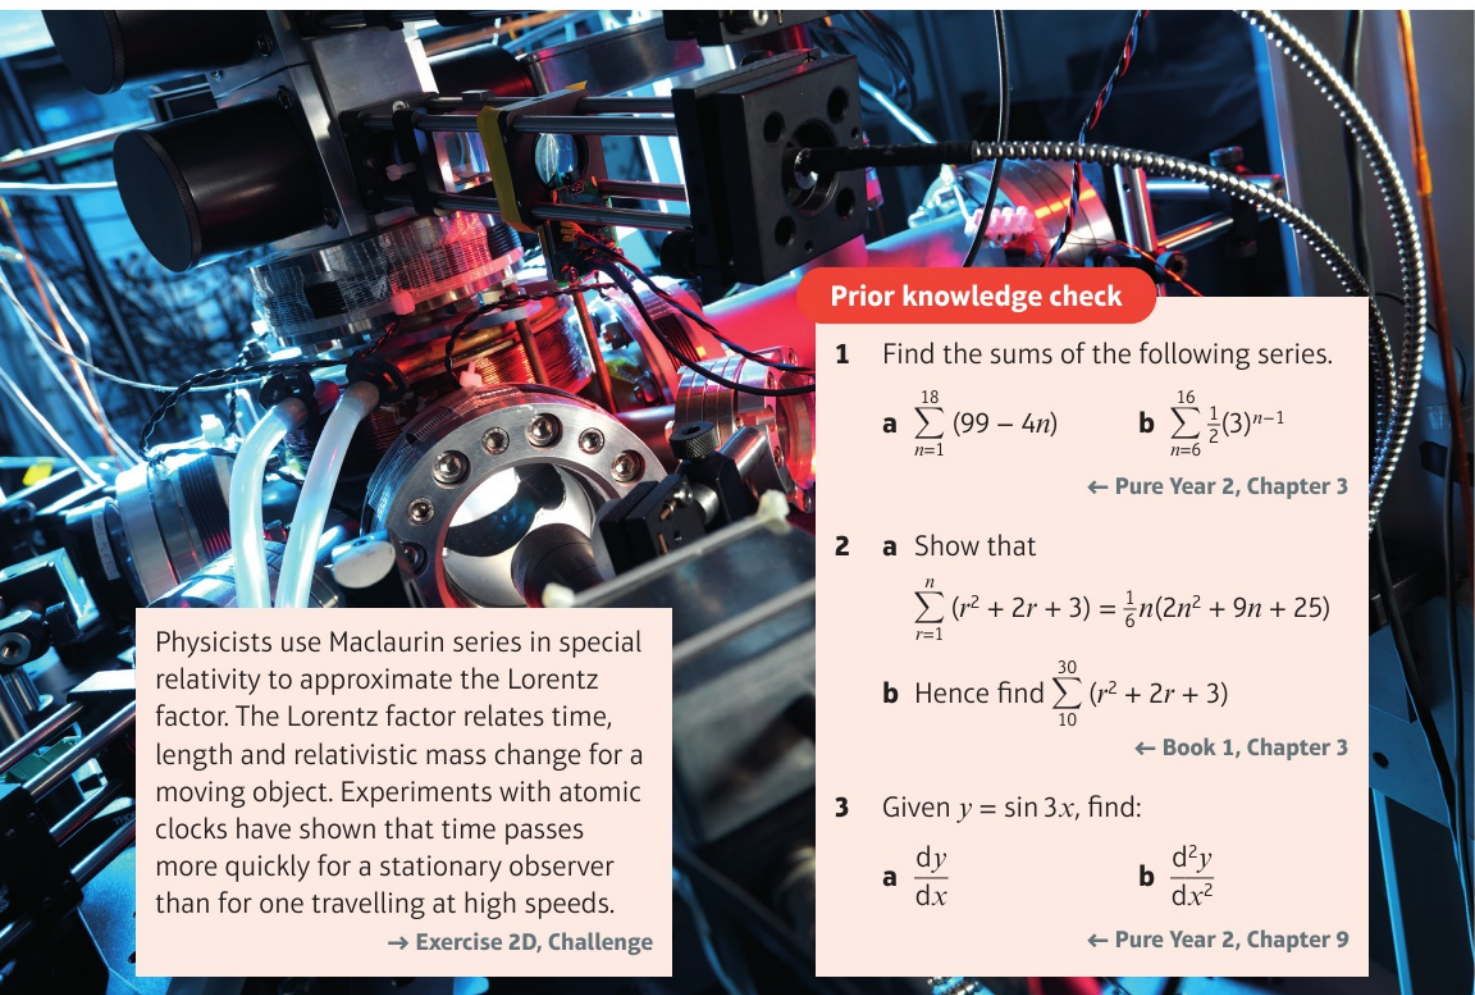 Physicists use Maclaurin series in special
relativity to approximate the Lorentz
factor. The Lorentz factor relates time,
length and relativistic mass change for a
moving object. Experiments with atomic
clocks have shown that time passes
more quickly for a stationary observer
than for one travelling at high speeds.
→ Exercise 2D, Challenge
Prior knowledge check
1 Find the sums of the following series.
a ∑_{n=1}^{18} (99 − 4n) b ∑_{n=6}^{16} ½(3)ⁿ⁻¹
← Pure Year 2, Chapter 3
2 a Show that
∑_{r=1}^{n} (r² + 2r + 3) = ⅙n(2n² + 9n + 25)
b Hence find ∑_{10}^{30} (r² + 2r + 3)
← Book 1, Chapter 3
3 Given y = sin 3x, find:
a dy/dx b d²y/dx²
← Pure Year 2, Chapter 9